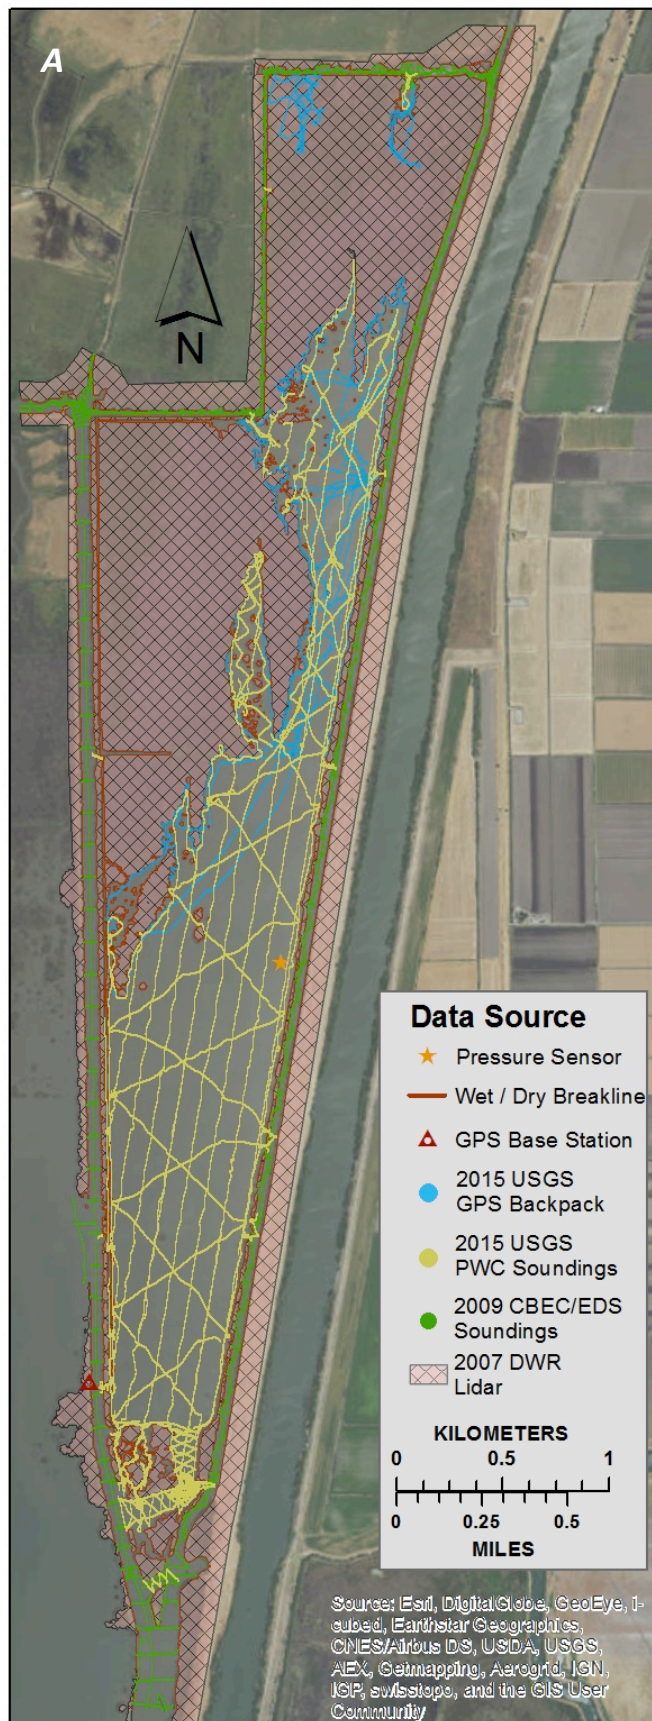 A
N
Data Source
Pressure Sensor
Wet / Dry Breakline
GPS Base Station
2015 USGS
GPS Backpack
2015 USGS
PWC Soundings
2009 CBEC/EDS
Soundings
2007 DWR
Lidar
KILOMETERS
0 0.5 1
0 0.25 0.5
MILES
Source: Esri, DigitalGlobe, GeoEye, i-
cubed, Earthstar Geographics,
CNES/Airbus DS, USDA, USGS,
AEX, Getmapping, Aerogrid, IGN,
IGP, swisstopo, and the GIS User
Community